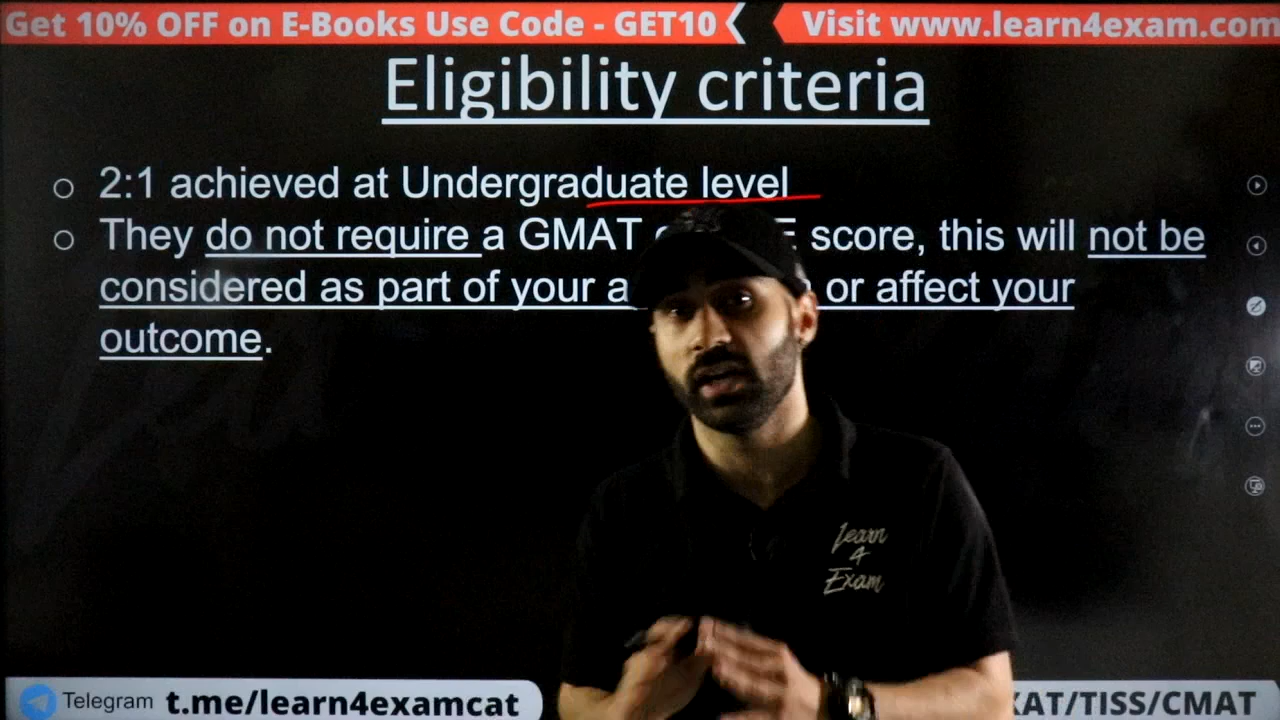 Get 10% OFF on E-Books Use Code - GET10
Visit www.learn4exam.com
Eligibility criteria
2:1 achieved at Undergraduate level
They do not require a GMAT score, this will not be
considered as part of your or affect your
outcome.
Learn
4
Exam
Telegram t.me/learn4examcat
XAT/TISS/CMAT